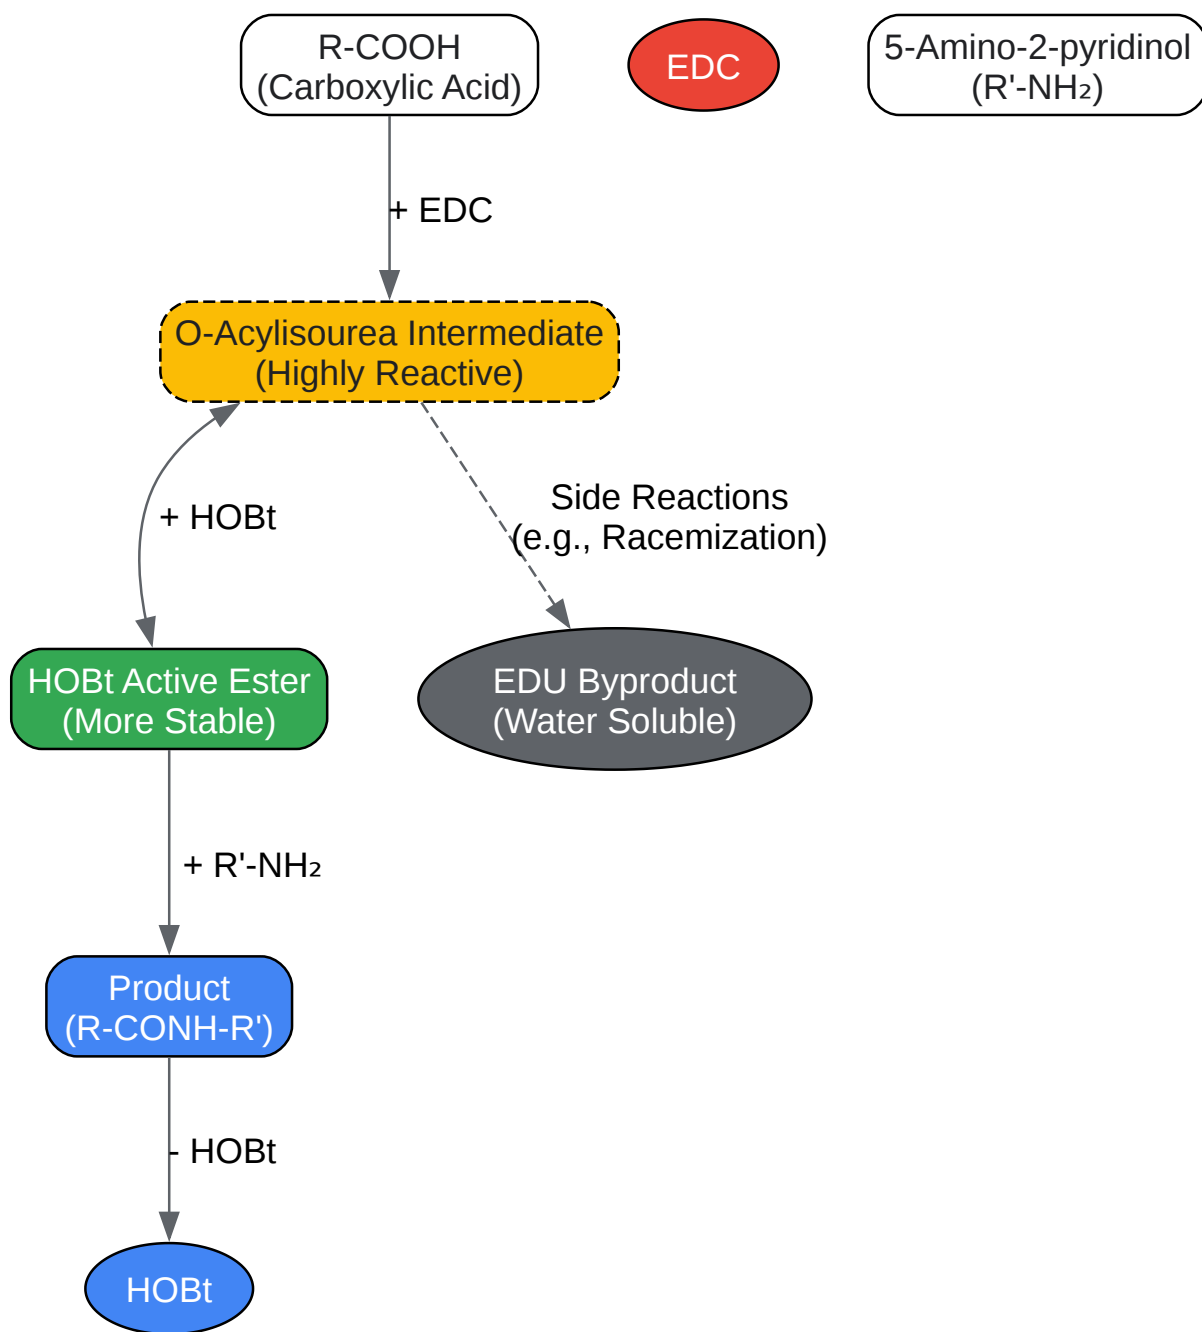 R-COOH
(Carboxylic Acid)
EDC
5-Amino-2-pyridinol
(R'-NH₂)
+ EDC
O-Acylisourea Intermediate
(Highly Reactive)
+ HOBt
Side Reactions
(e.g., Racemization)
HOBt Active Ester
(More Stable)
EDU Byproduct
(Water Soluble)
+ R'-NH₂
Product
(R-CONH-R')
- HOBt
HOBt